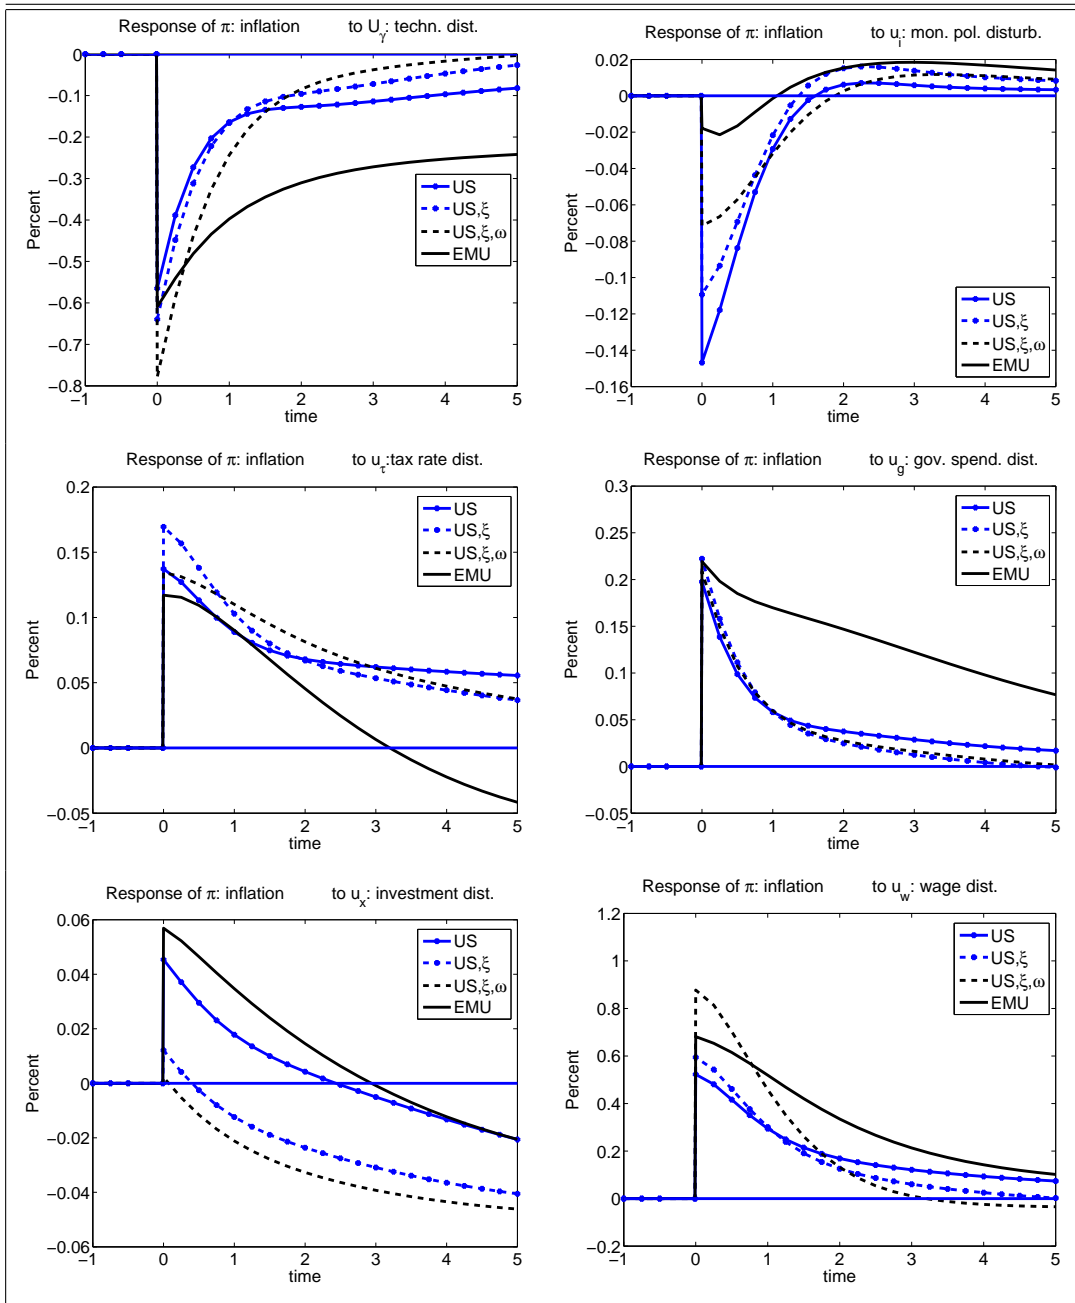 Response of π: inflation to Uγ: techn. dist.
0
−0.1
−0.2
−0.3
−0.4
−0.5
−0.6
−0.7
−0.8
Percent
US
US,ξ
US,ξ,ω
EMU
−1 0 1 2 3 4 5
time
Response of π: inflation to ui: mon. pol. disturb.
0.02
0
−0.02
−0.04
−0.06
−0.08
−0.10
−0.12
−0.14
−0.16
Percent
US
US,ξ
US,ξ,ω
EMU
−1 0 1 2 3 4 5
time
Response of π: inflation to uτ:tax rate dist.
0.2
0.15
0.1
0.05
0
−0.05
Percent
US
US,ξ
US,ξ,ω
EMU
−1 0 1 2 3 4 5
time
Response of π: inflation to ug: gov. spend. dist.
0.3
0.25
0.2
0.15
0.1
0.05
0
−0.05
Percent
US
US,ξ
US,ξ,ω
EMU
−1 0 1 2 3 4 5
time
Response of π: inflation to ux: investment dist.
0.06
0.04
0.02
0
−0.02
−0.04
−0.06
Percent
US
US,ξ
US,ξ,ω
EMU
−1 0 1 2 3 4 5
time
Response of π: inflation to uw: wage dist.
1.2
1
0.8
0.6
0.4
0.2
0
−0.2
Percent
US
US,ξ
US,ξ,ω
EMU
−1 0 1 2 3 4 5
time